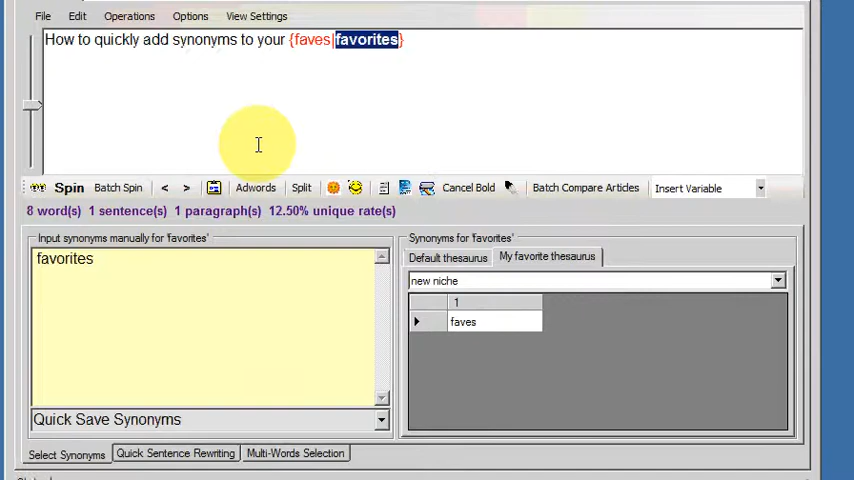 File Edit Operations Options View Settings
How to quickly add synonyms to your {faves|favorites}
Spin Batch Spin < > Adwords Split Cancel Bold Batch Compare Articles Insert Variable
8 word(s) 1 sentence(s) 1 paragraph(s) 12.50% unique rate(s)
Input synonyms manually for 'favorites'
favorites
Quick Save Synonyms
Select Synonyms Quick Sentence Rewriting Multi-Words Selection
Synonyms for 'favorites'
Default thesaurus My favorite thesaurus
new niche
1
faves